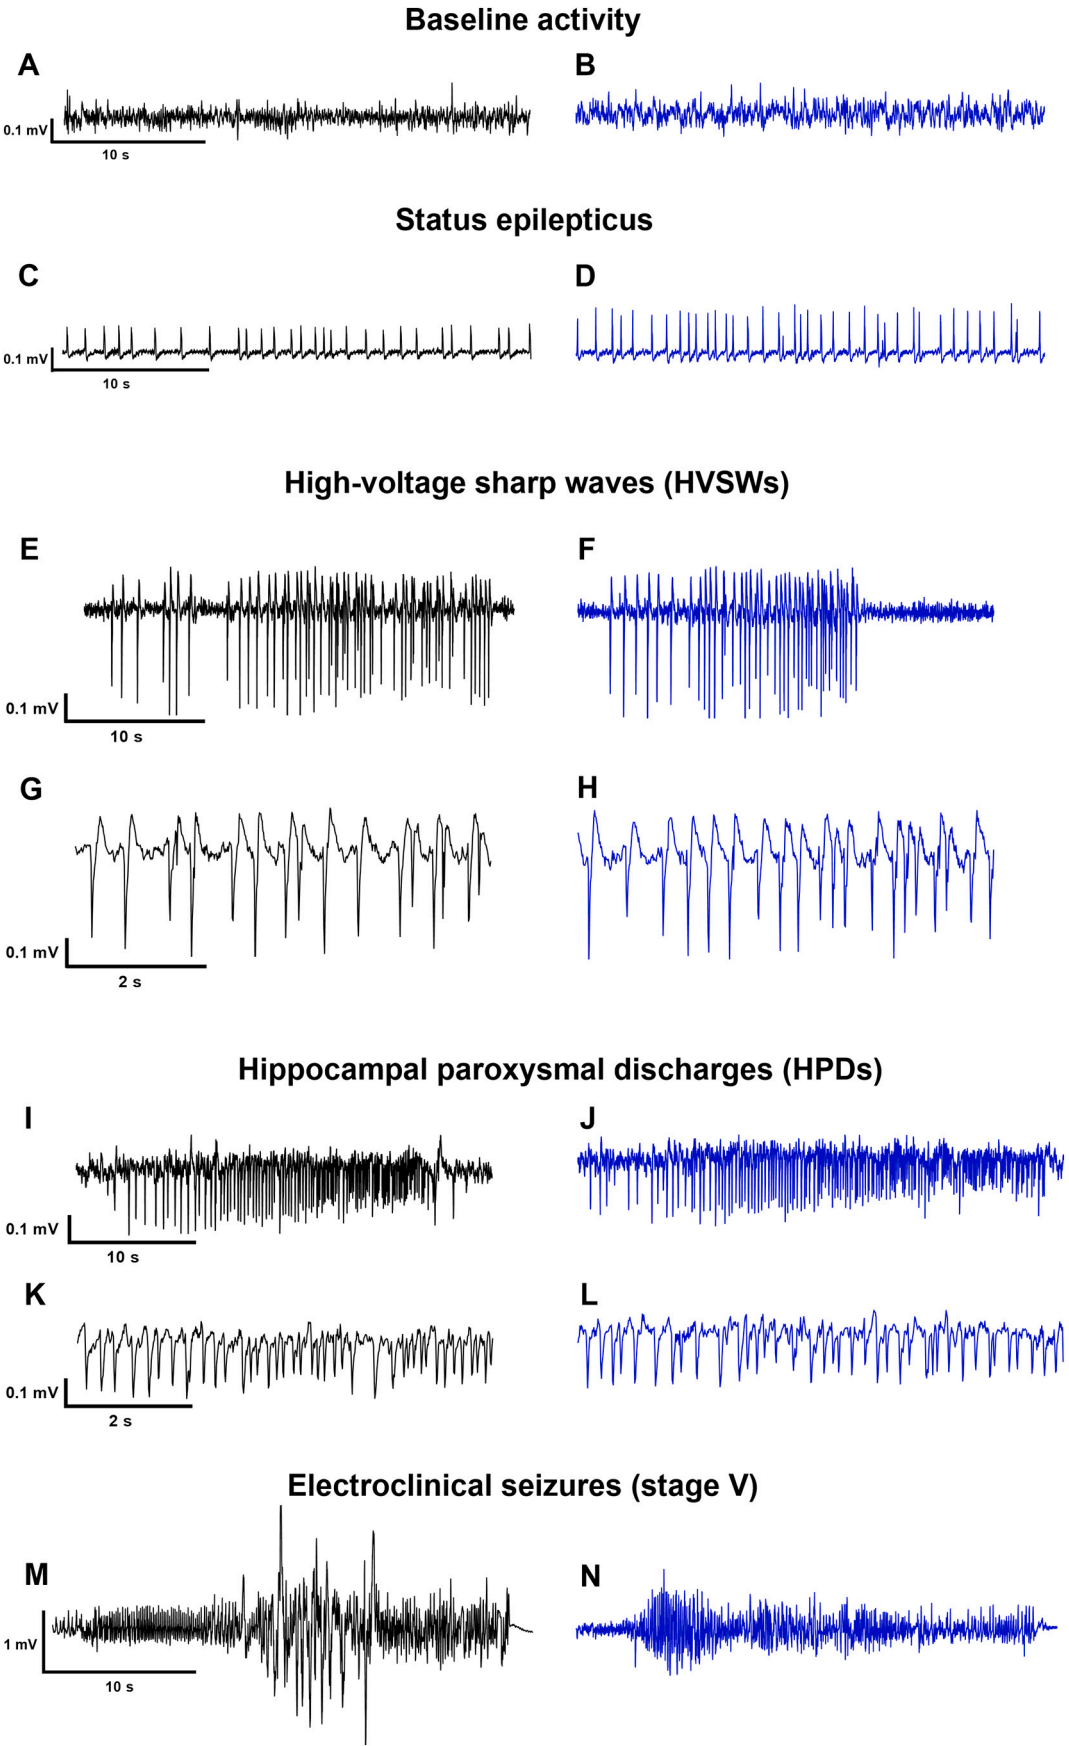 Baseline activity
A
B
0.1 mV
10 s
Status epilepticus
C
D
0.1 mV
10 s
High-voltage sharp waves (HVSWs)
E
F
0.1 mV
10 s
G
H
0.1 mV
2 s
Hippocampal paroxysmal discharges (HPDs)
I
J
0.1 mV
10 s
K
L
0.1 mV
2 s
Electroclinical seizures (stage V)
M
N
1 mV
10 s